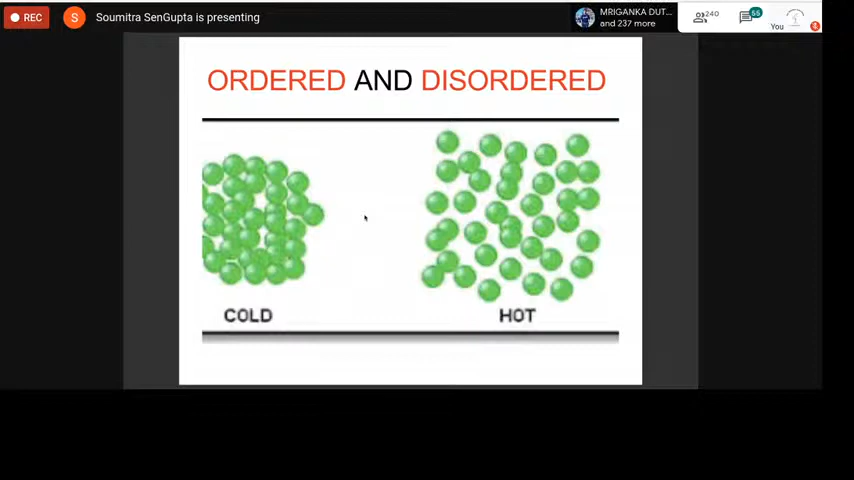 REC
S
Soumitra SenGupta is presenting
MRIGANKA DUT...
and 237 more
240
55
You
ORDERED AND DISORDERED
COLD
HOT